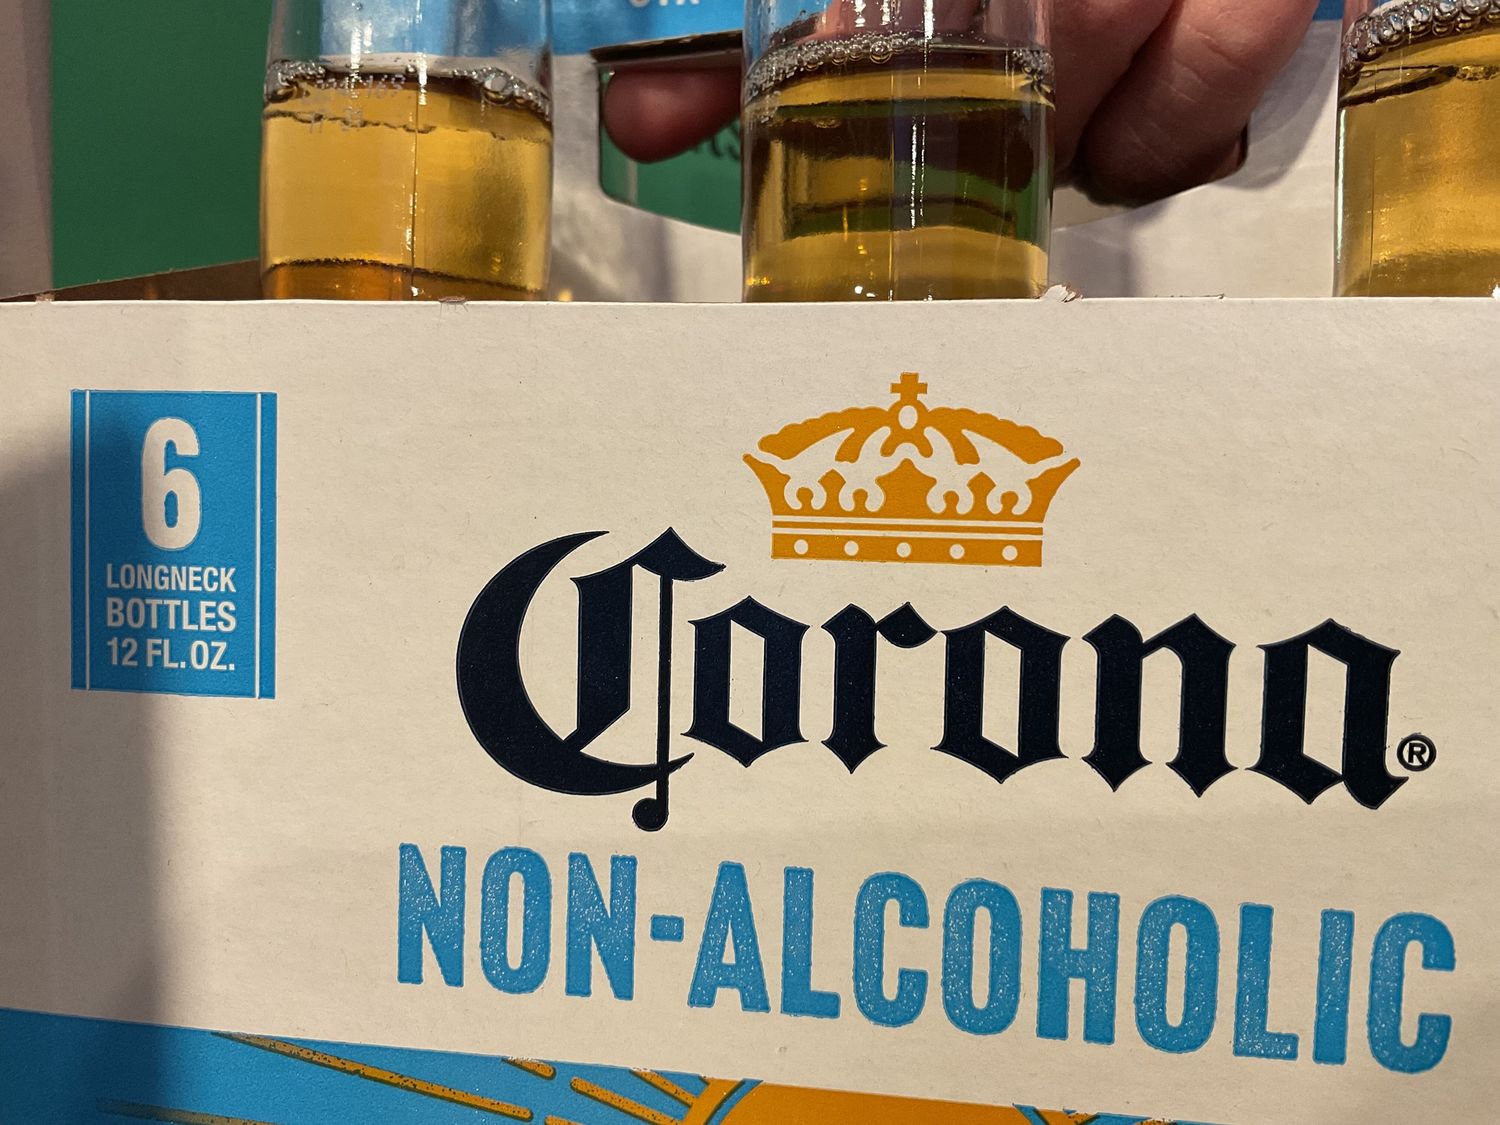 6
LONGNECK
BOTTLES
12 FL. OZ.
Corona®
NON-ALCOHOLIC